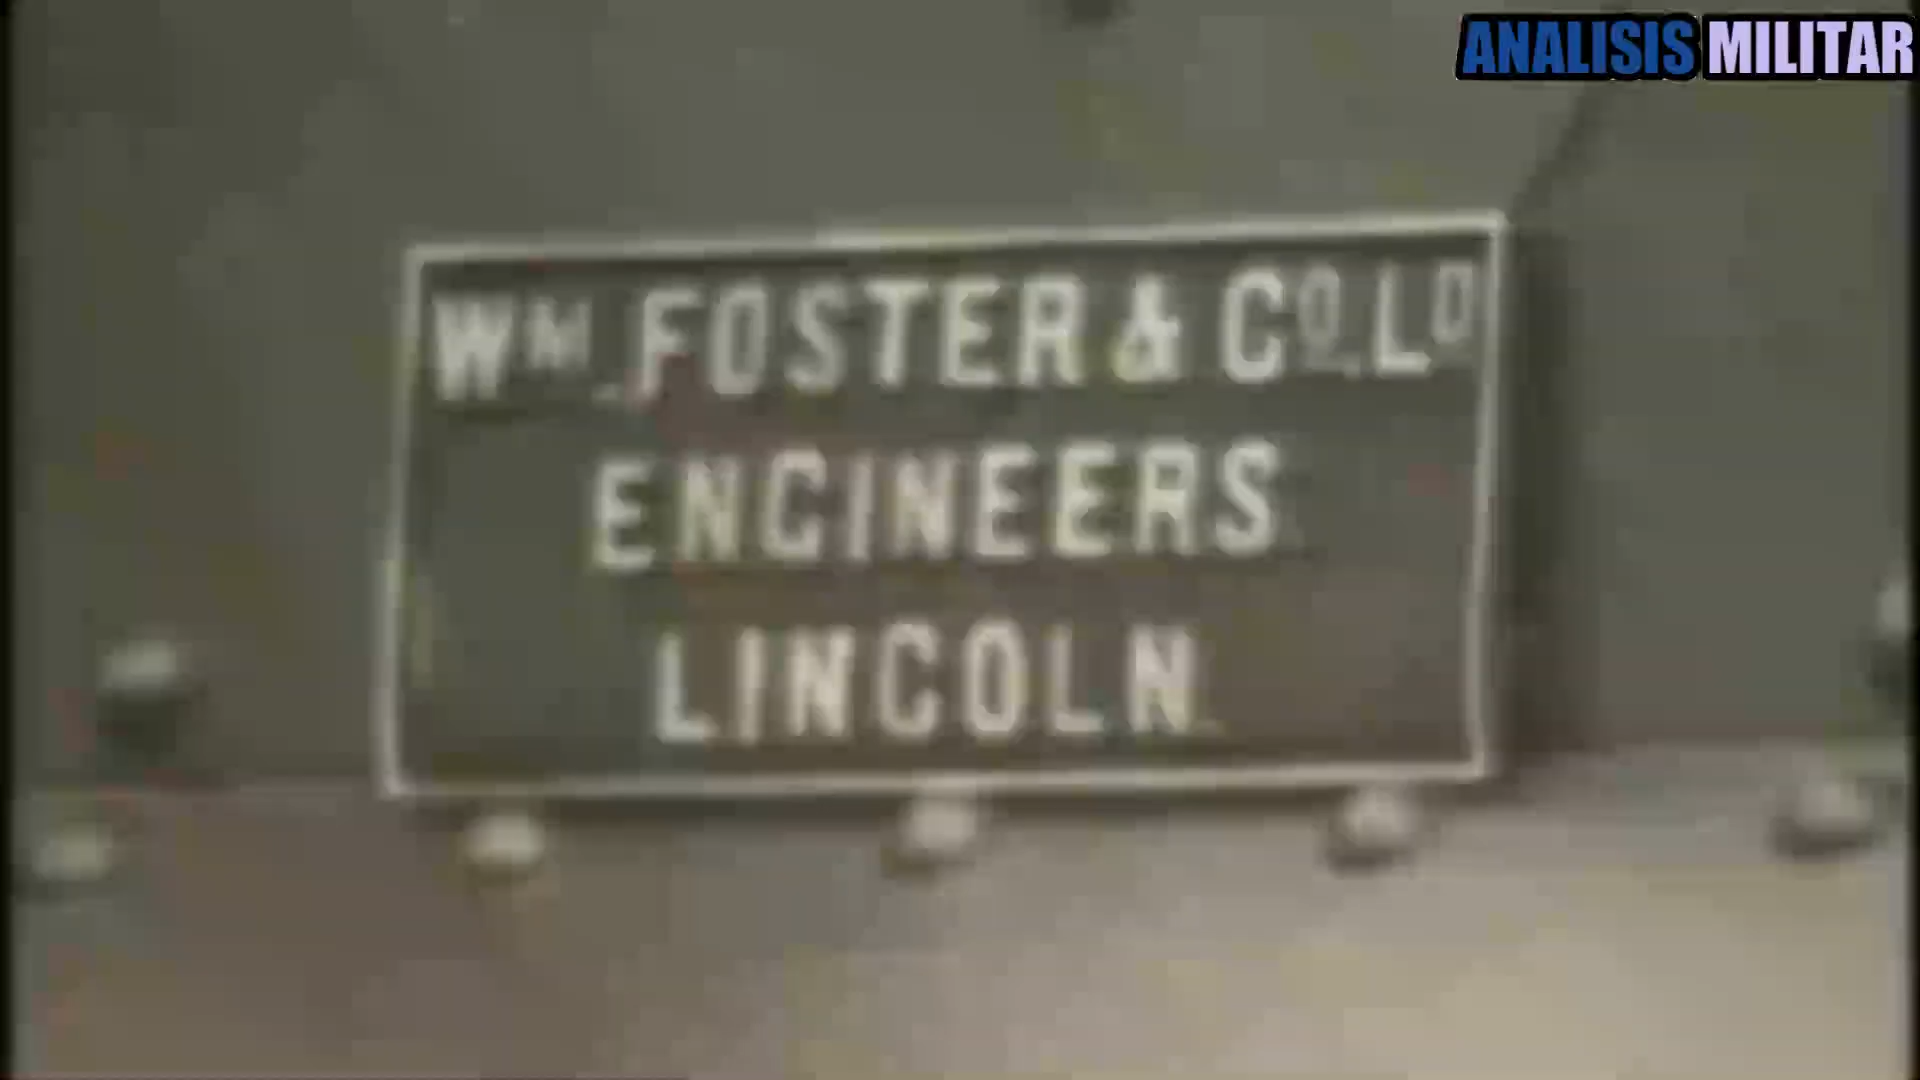 ANALISIS MILITAR
WM. FOSTER & CO. LD
ENGINEERS
LINCOLN